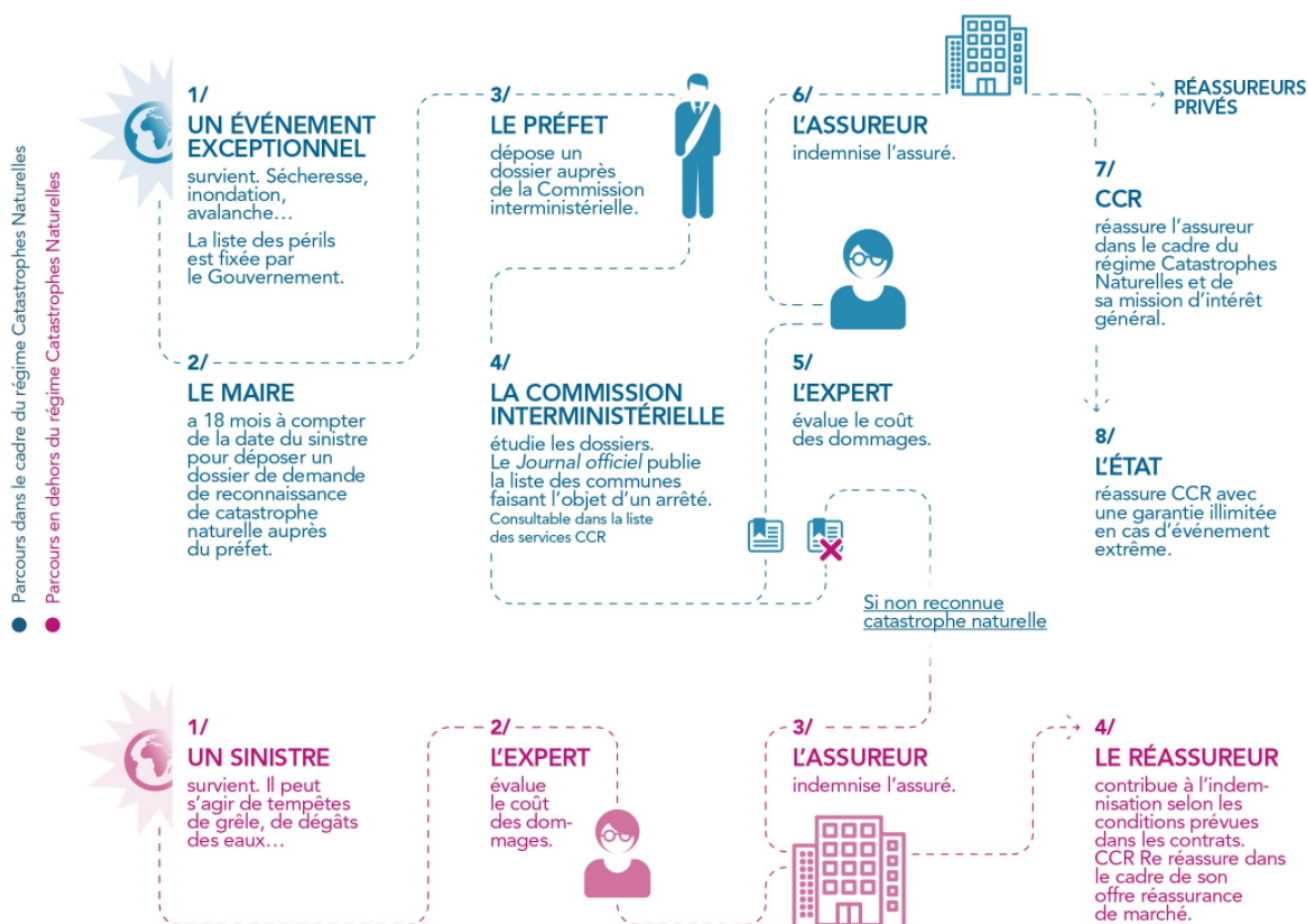 Parcours dans le cadre du régime Catastrophes Naturelles
Parcours en dehors du régime Catastrophes Naturelles
1/
UN ÉVÉNEMENT
EXCEPTIONNEL
survient. Sécheresse,
inondation,
avalanche…
La liste des périls
est fixée par
le Gouvernement.
2/
LE MAIRE
a 18 mois à compter
de la date du sinistre
pour déposer un
dossier de demande
de reconnaissance
de catastrophe
naturelle auprès
du préfet.
3/
LE PRÉFET
dépose un
dossier auprès
de la Commission
interministérielle.
4/
LA COMMISSION
INTERMINISTÉRIELLE
étudie les dossiers.
Le Journal officiel publie
la liste des communes
faisant l’objet d’un arrêté.
Consultable dans la liste
des services CCR
5/
L’EXPERT
évalue le coût
des dommages.
6/
L’ASSUREUR
indemnise l’assuré.
RÉASSUREURS
PRIVÉS
7/
CCR
réassure l’assureur
dans le cadre du
régime Catastrophes
Naturelles et de
sa mission d’intérêt
général.
8/
L’ÉTAT
réassure CCR avec
une garantie illimitée
en cas d’événement
extrême.
Si non reconnue
catastrophe naturelle
1/
UN SINISTRE
survient. Il peut
s’agir de tempêtes
de grêle, de dégâts
des eaux…
2/
L’EXPERT
évalue
le coût
des dom-
mages.
3/
L’ASSUREUR
indemnise l’assuré.
4/
LE RÉASSUREUR
contribue à l’indem-
nisation selon les
conditions prévues
dans les contrats.
CCR Re réassure dans
le cadre de son
offre réassurance
de marché.